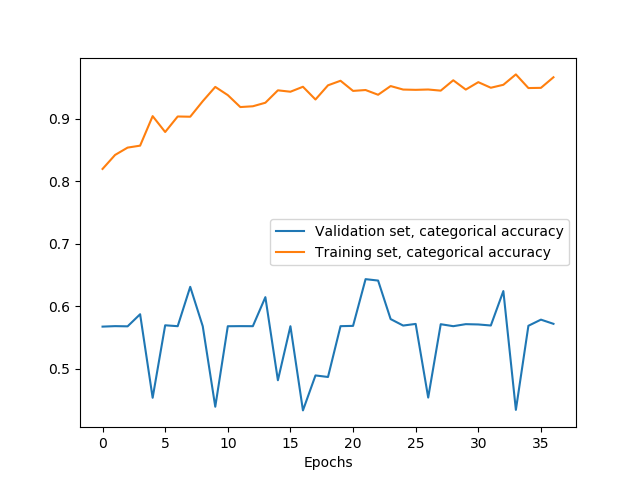 0.9
0.8
0.7
Validation set, categorical accuracy
Training set, categorical accuracy
0.6
0.5
0 5 10 15 20 25 30 35
Epochs